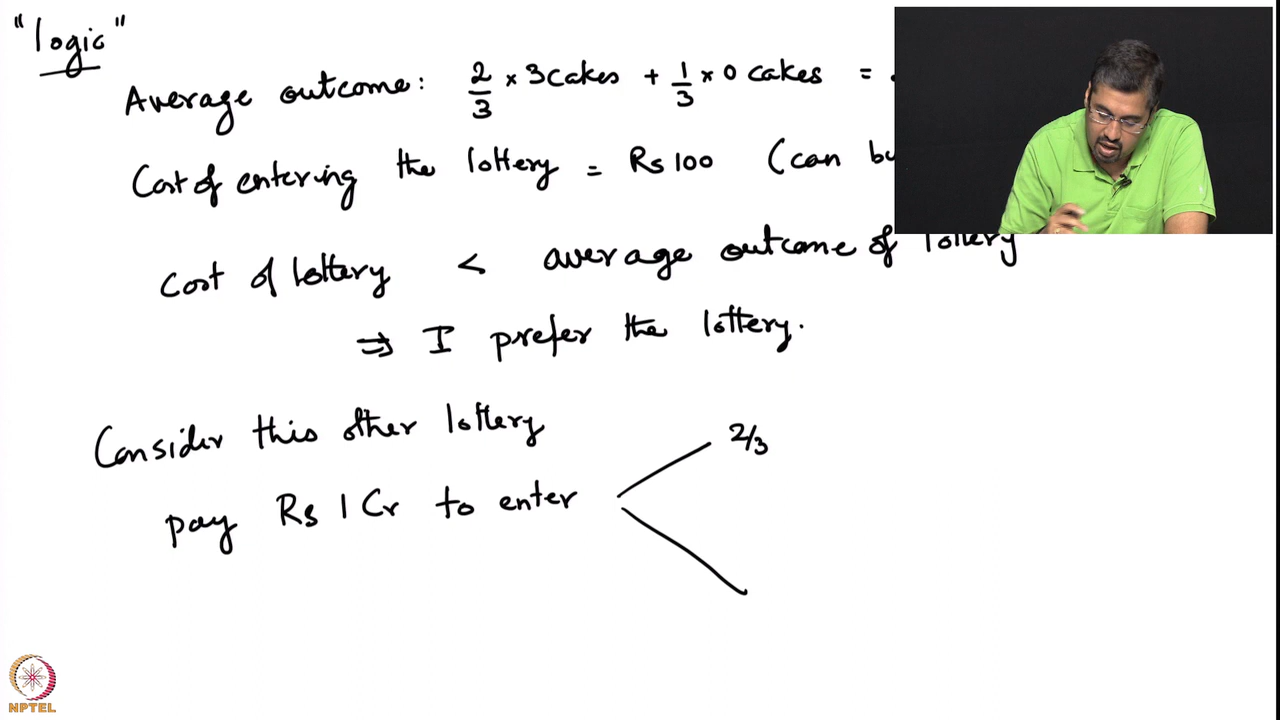 "logic"
Average outcome: 2/3 × 3 cakes + 1/3 × 0 cakes =
Cost of entering the lottery = Rs 100 (can
Cost of lottery < average outcome of lottery
⇒ I prefer the lottery.
Consider this other lottery
2/3
pay Rs 1 Cr to enter
NPTEL